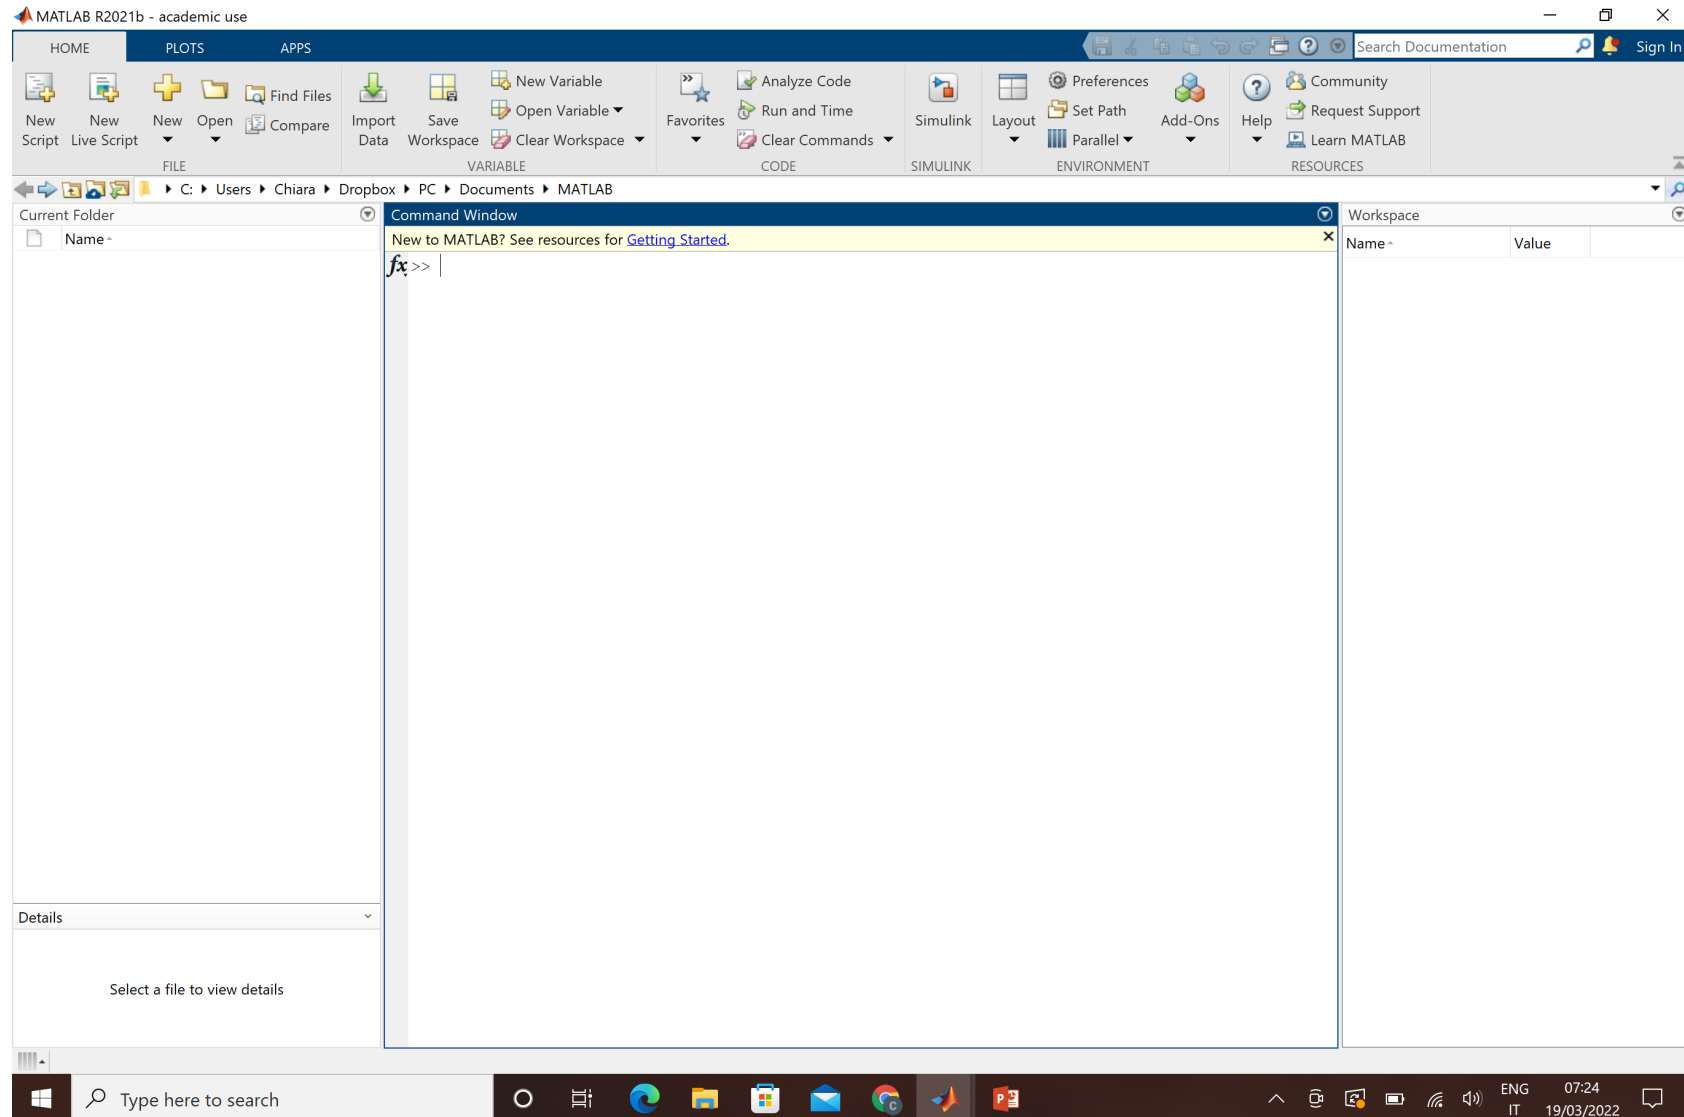 MATLAB R2021b - academic use
HOME PLOTS APPS
Search Documentation
Sign In
New Script
New Live Script
New
Open
Find Files
Compare
FILE
Import Data
Save Workspace
New Variable
Open Variable
Clear Workspace
VARIABLE
Favorites
Analyze Code
Run and Time
Clear Commands
CODE
Simulink
SIMULINK
Layout
Preferences
Set Path
Parallel
Add-Ons
ENVIRONMENT
Help
Community
Request Support
Learn MATLAB
RESOURCES
C: Users Chiara Dropbox PC Documents MATLAB
Current Folder
Name
Command Window
New to MATLAB? See resources for Getting Started.
fx >>
Workspace
Name Value
Details
Select a file to view details
Type here to search
ENG
IT
07:24
19/03/2022